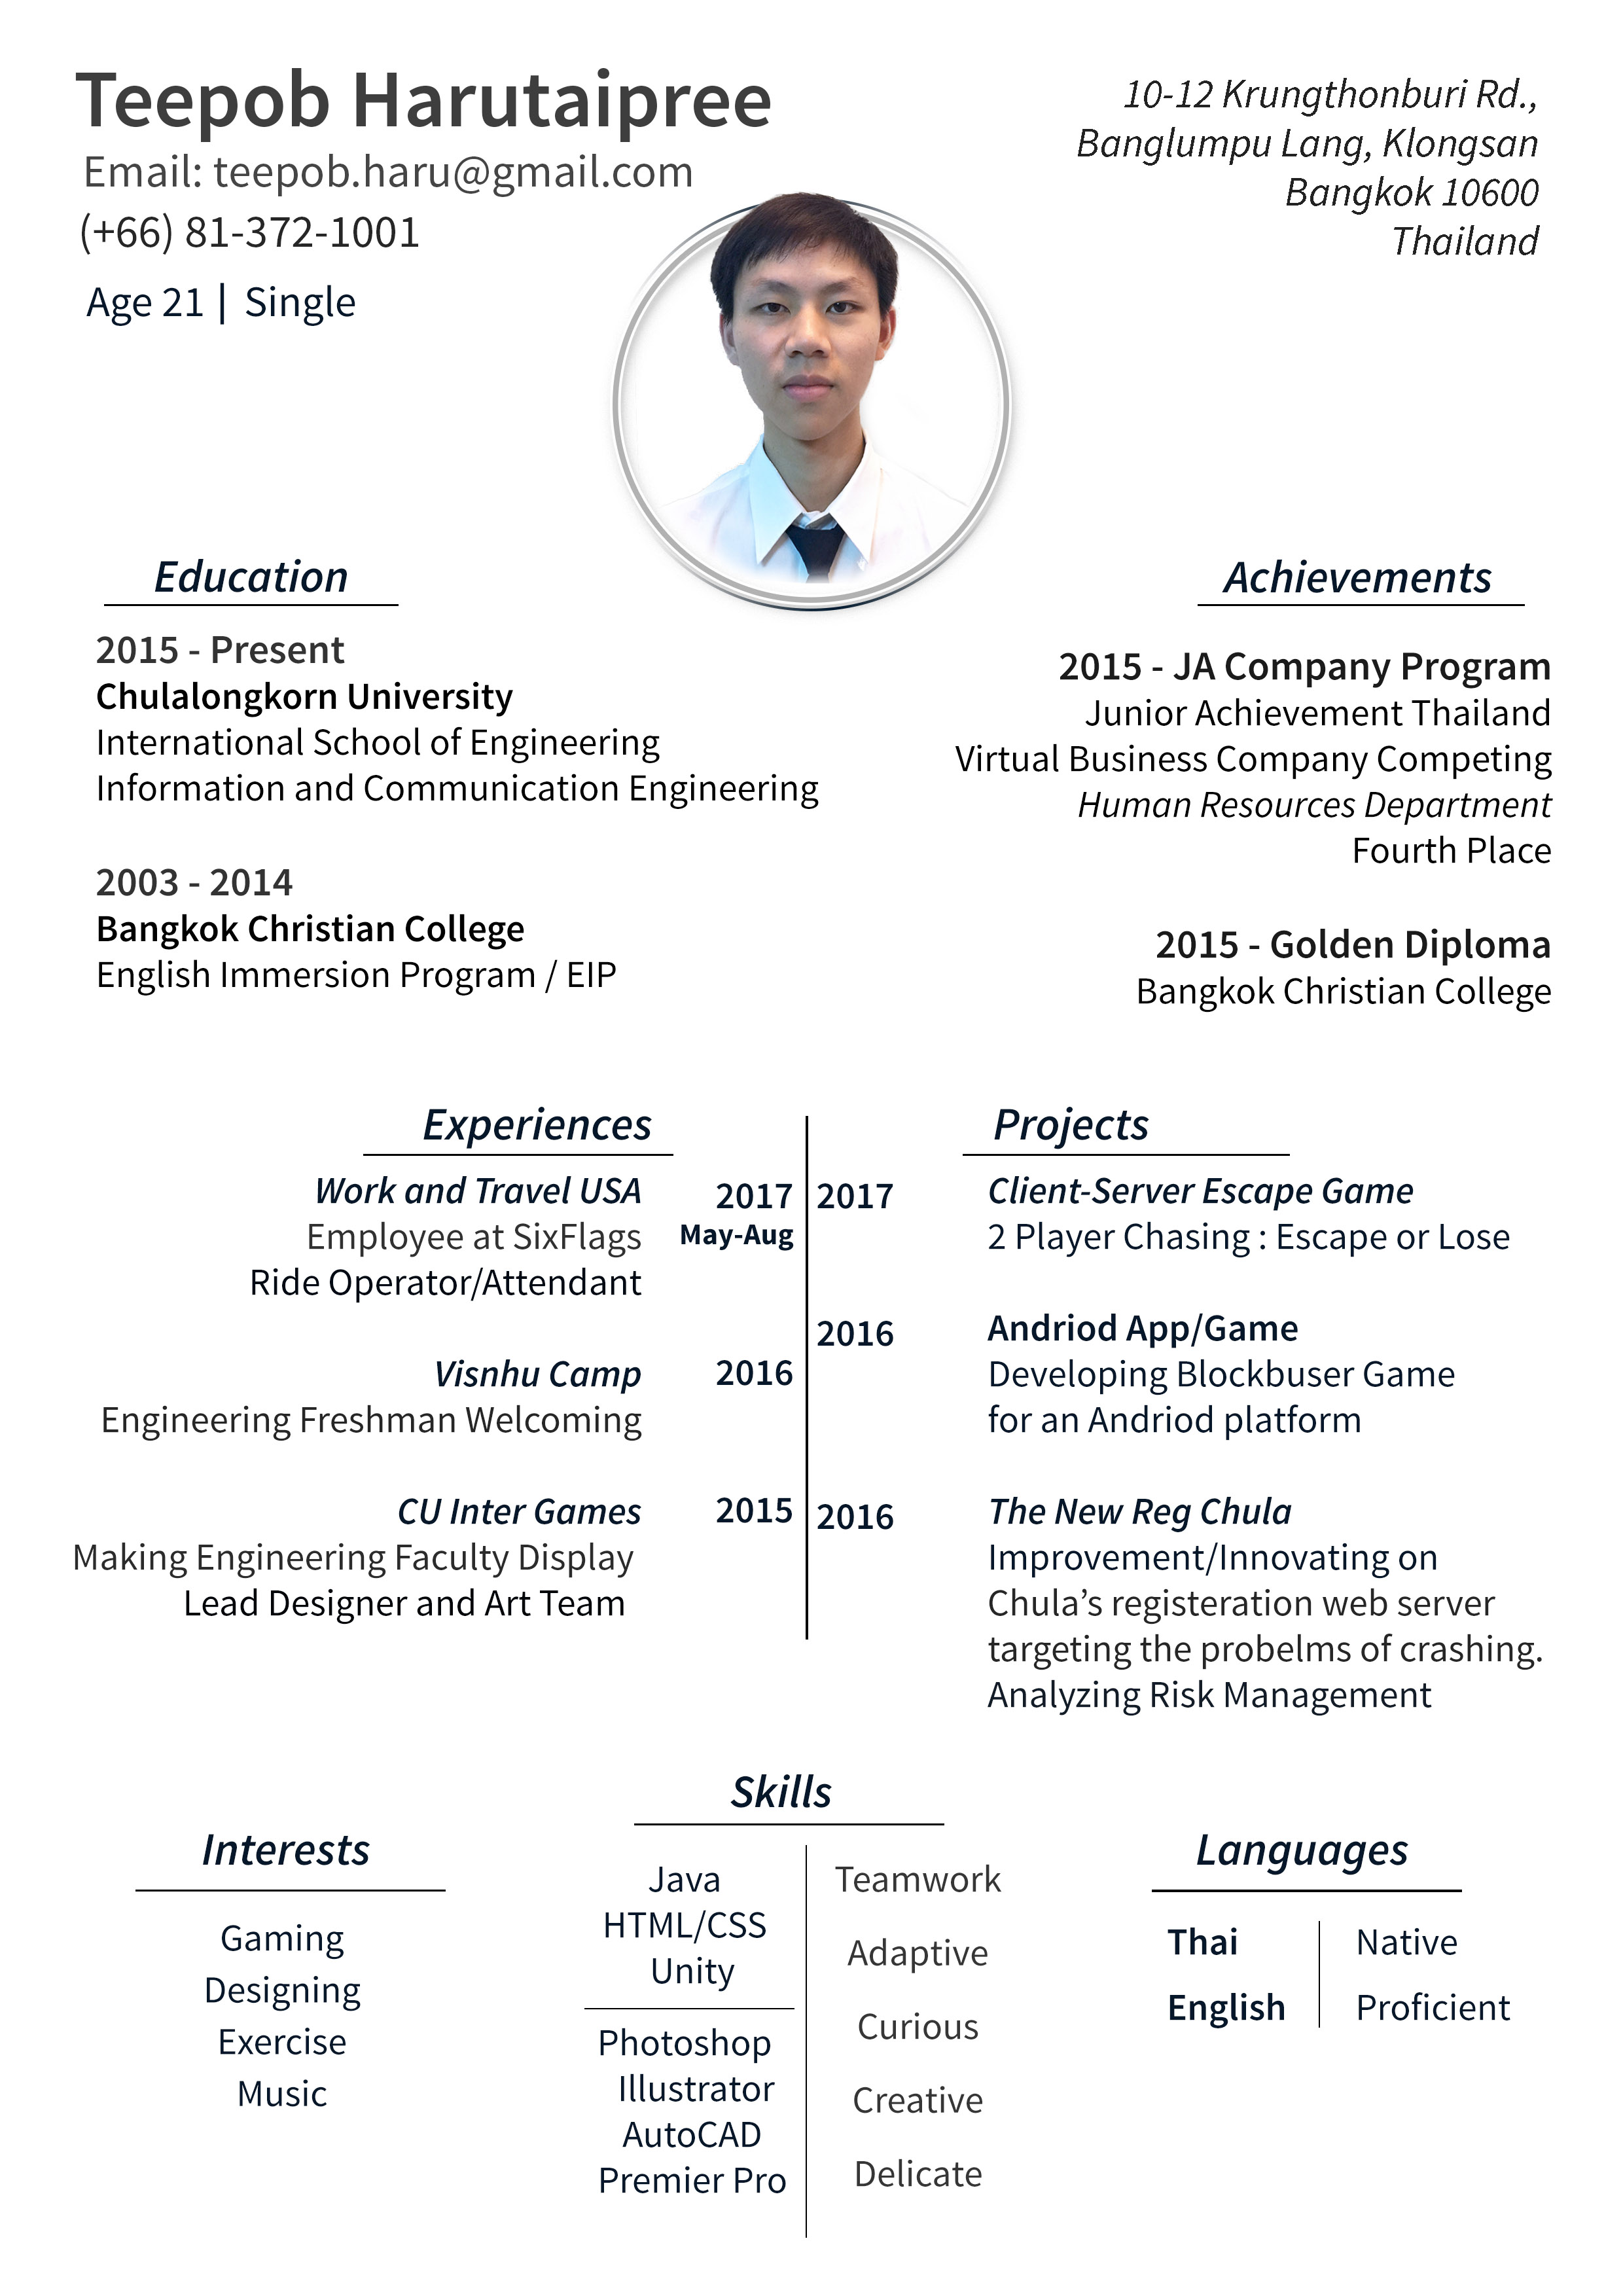 Teepob Harutaipree
Email: teepob.haru@gmail.com
(+66) 81-372-1001
Age 21 | Single
10-12 Krungthonburi Rd.,
Banglumpu Lang, Klongsan
Bangkok 10600
Thailand
Education
2015 - Present
Chulalongkorn University
International School of Engineering
Information and Communication Engineering
2003 - 2014
Bangkok Christian College
English Immersion Program / EIP
Achievements
2015 - JA Company Program
Junior Achievement Thailand
Virtual Business Company Competing
Human Resources Department
Fourth Place
2015 - Golden Diploma
Bangkok Christian College
Experiences
Work and Travel USA 2017
Employee at SixFlags May-Aug
Ride Operator/Attendant
Visnhu Camp 2016
Engineering Freshman Welcoming
CU Inter Games 2015
Making Engineering Faculty Display
Lead Designer and Art Team
Projects
2017 Client-Server Escape Game
2 Player Chasing : Escape or Lose
2016 Andriod App/Game
Developing Blockbuser Game
for an Andriod platform
2016 The New Reg Chula
Improvement/Innovating on
Chula’s registeration web server
targeting the probelms of crashing.
Analyzing Risk Management
Interests
Gaming
Designing
Exercise
Music
Skills
Java
HTML/CSS
Unity
Photoshop
Illustrator
AutoCAD
Premier Pro
Teamwork
Adaptive
Curious
Creative
Delicate
Languages
Thai Native
English Proficient